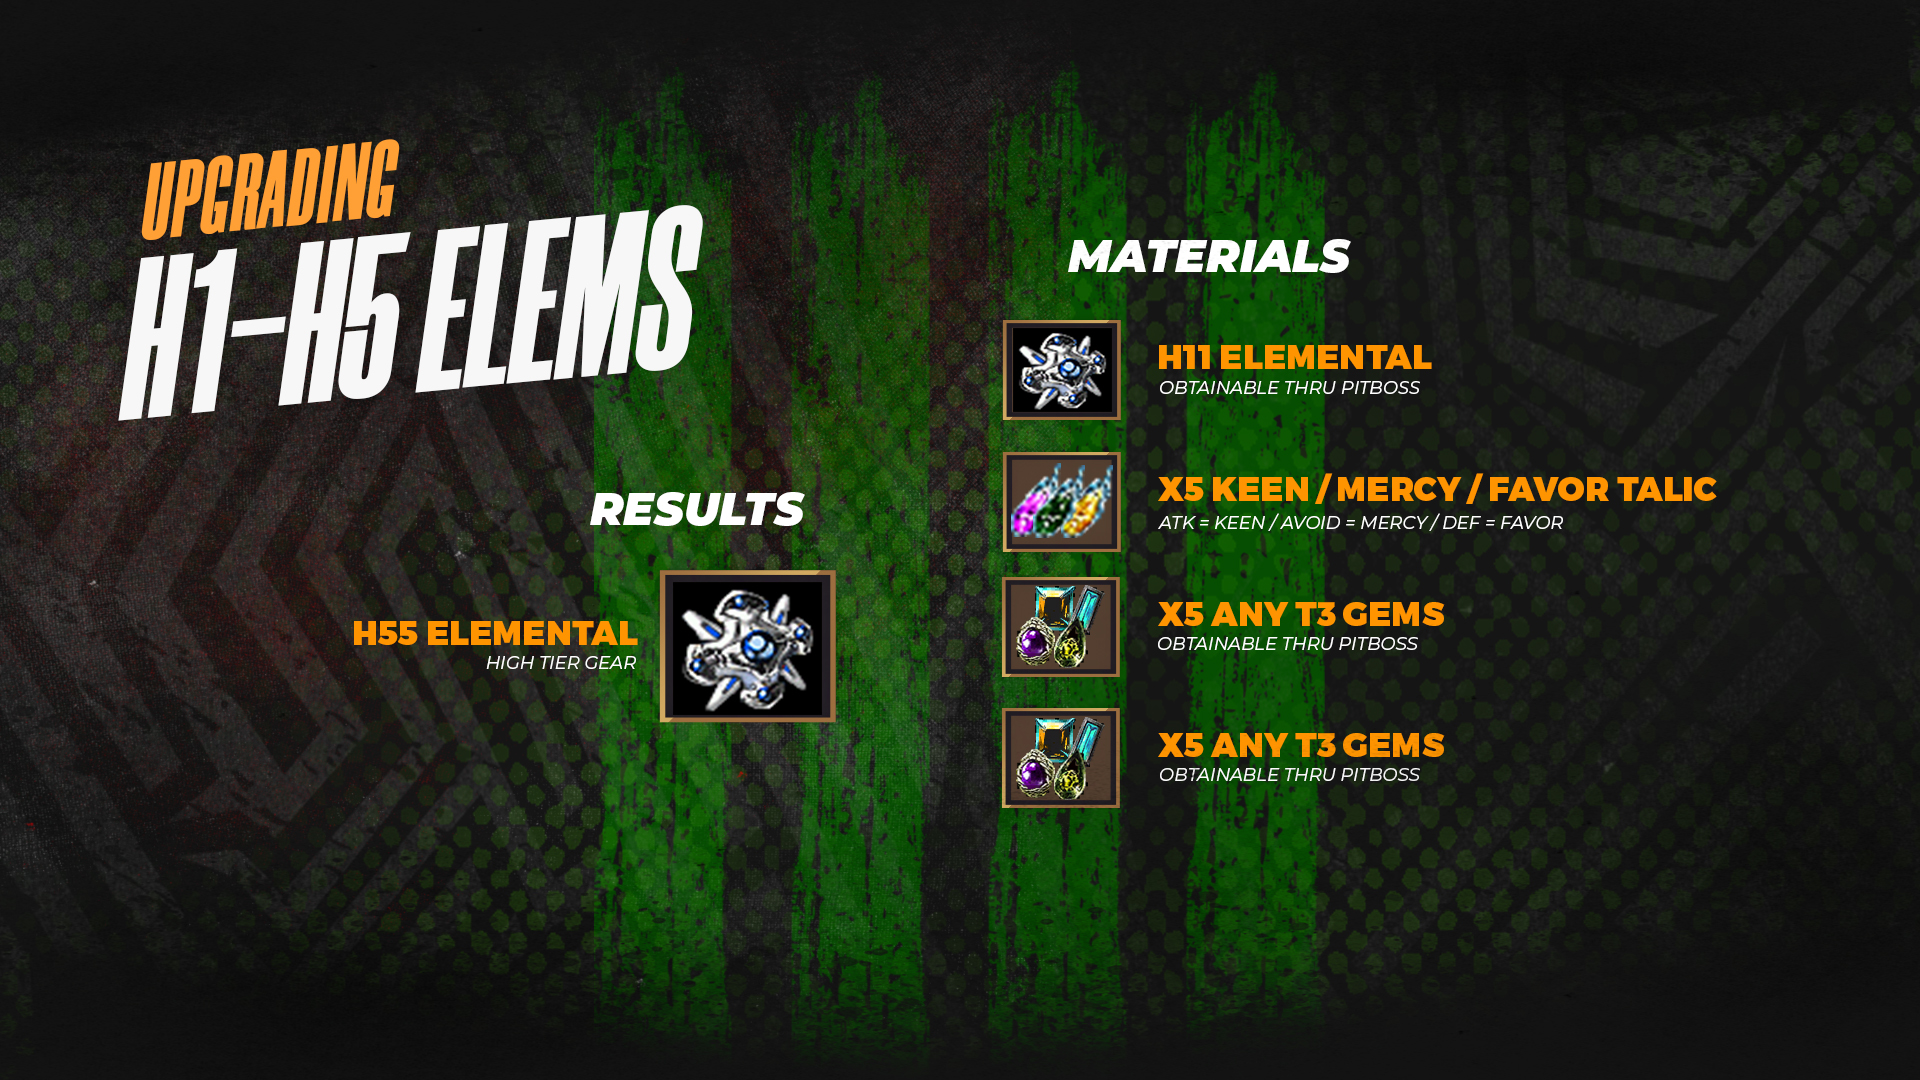 UPGRADING
H1-H5 ELEMS
RESULTS
H55 ELEMENTAL
HIGH TIER GEAR
MATERIALS
H11 ELEMENTAL
OBTAINABLE THRU PITBOSS
X5 KEEN / MERCY / FAVOR TALIC
ATK = KEEN / AVOID = MERCY / DEF = FAVOR
X5 ANY T3 GEMS
OBTAINABLE THRU PITBOSS
X5 ANY T3 GEMS
OBTAINABLE THRU PITBOSS